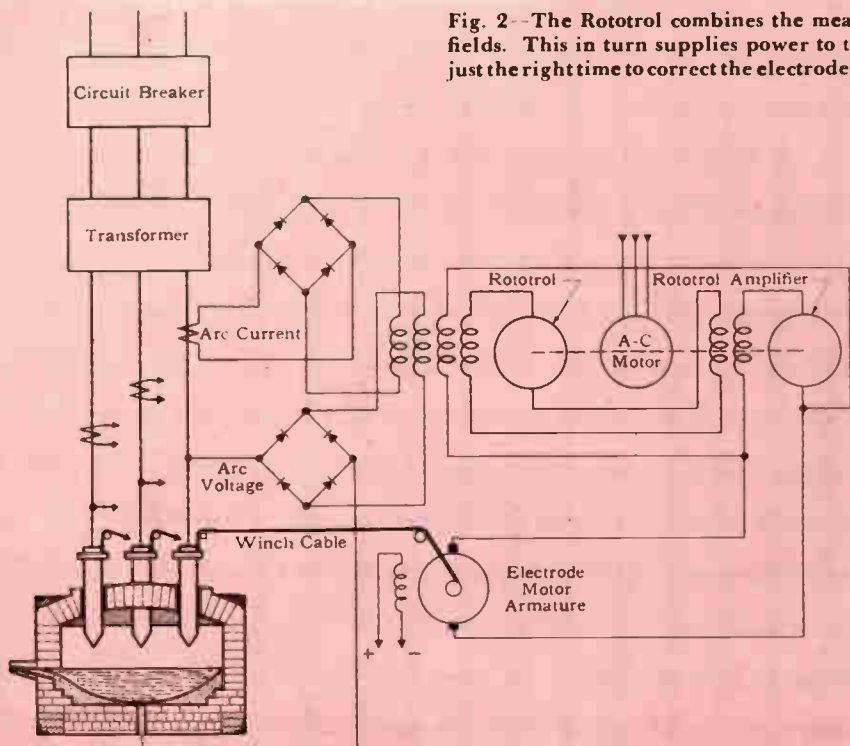 Fig. 2--The Rototrol combines the mea
fields. This in turn supplies power to t
just the right time to correct the electrode
Circuit Breaker
Transformer
Arc Current
Rototrol
Rototrol Amplifier
A-C
Motor
Arc
Voltage
Winch Cable
Electrode
Motor
Armature
+ -